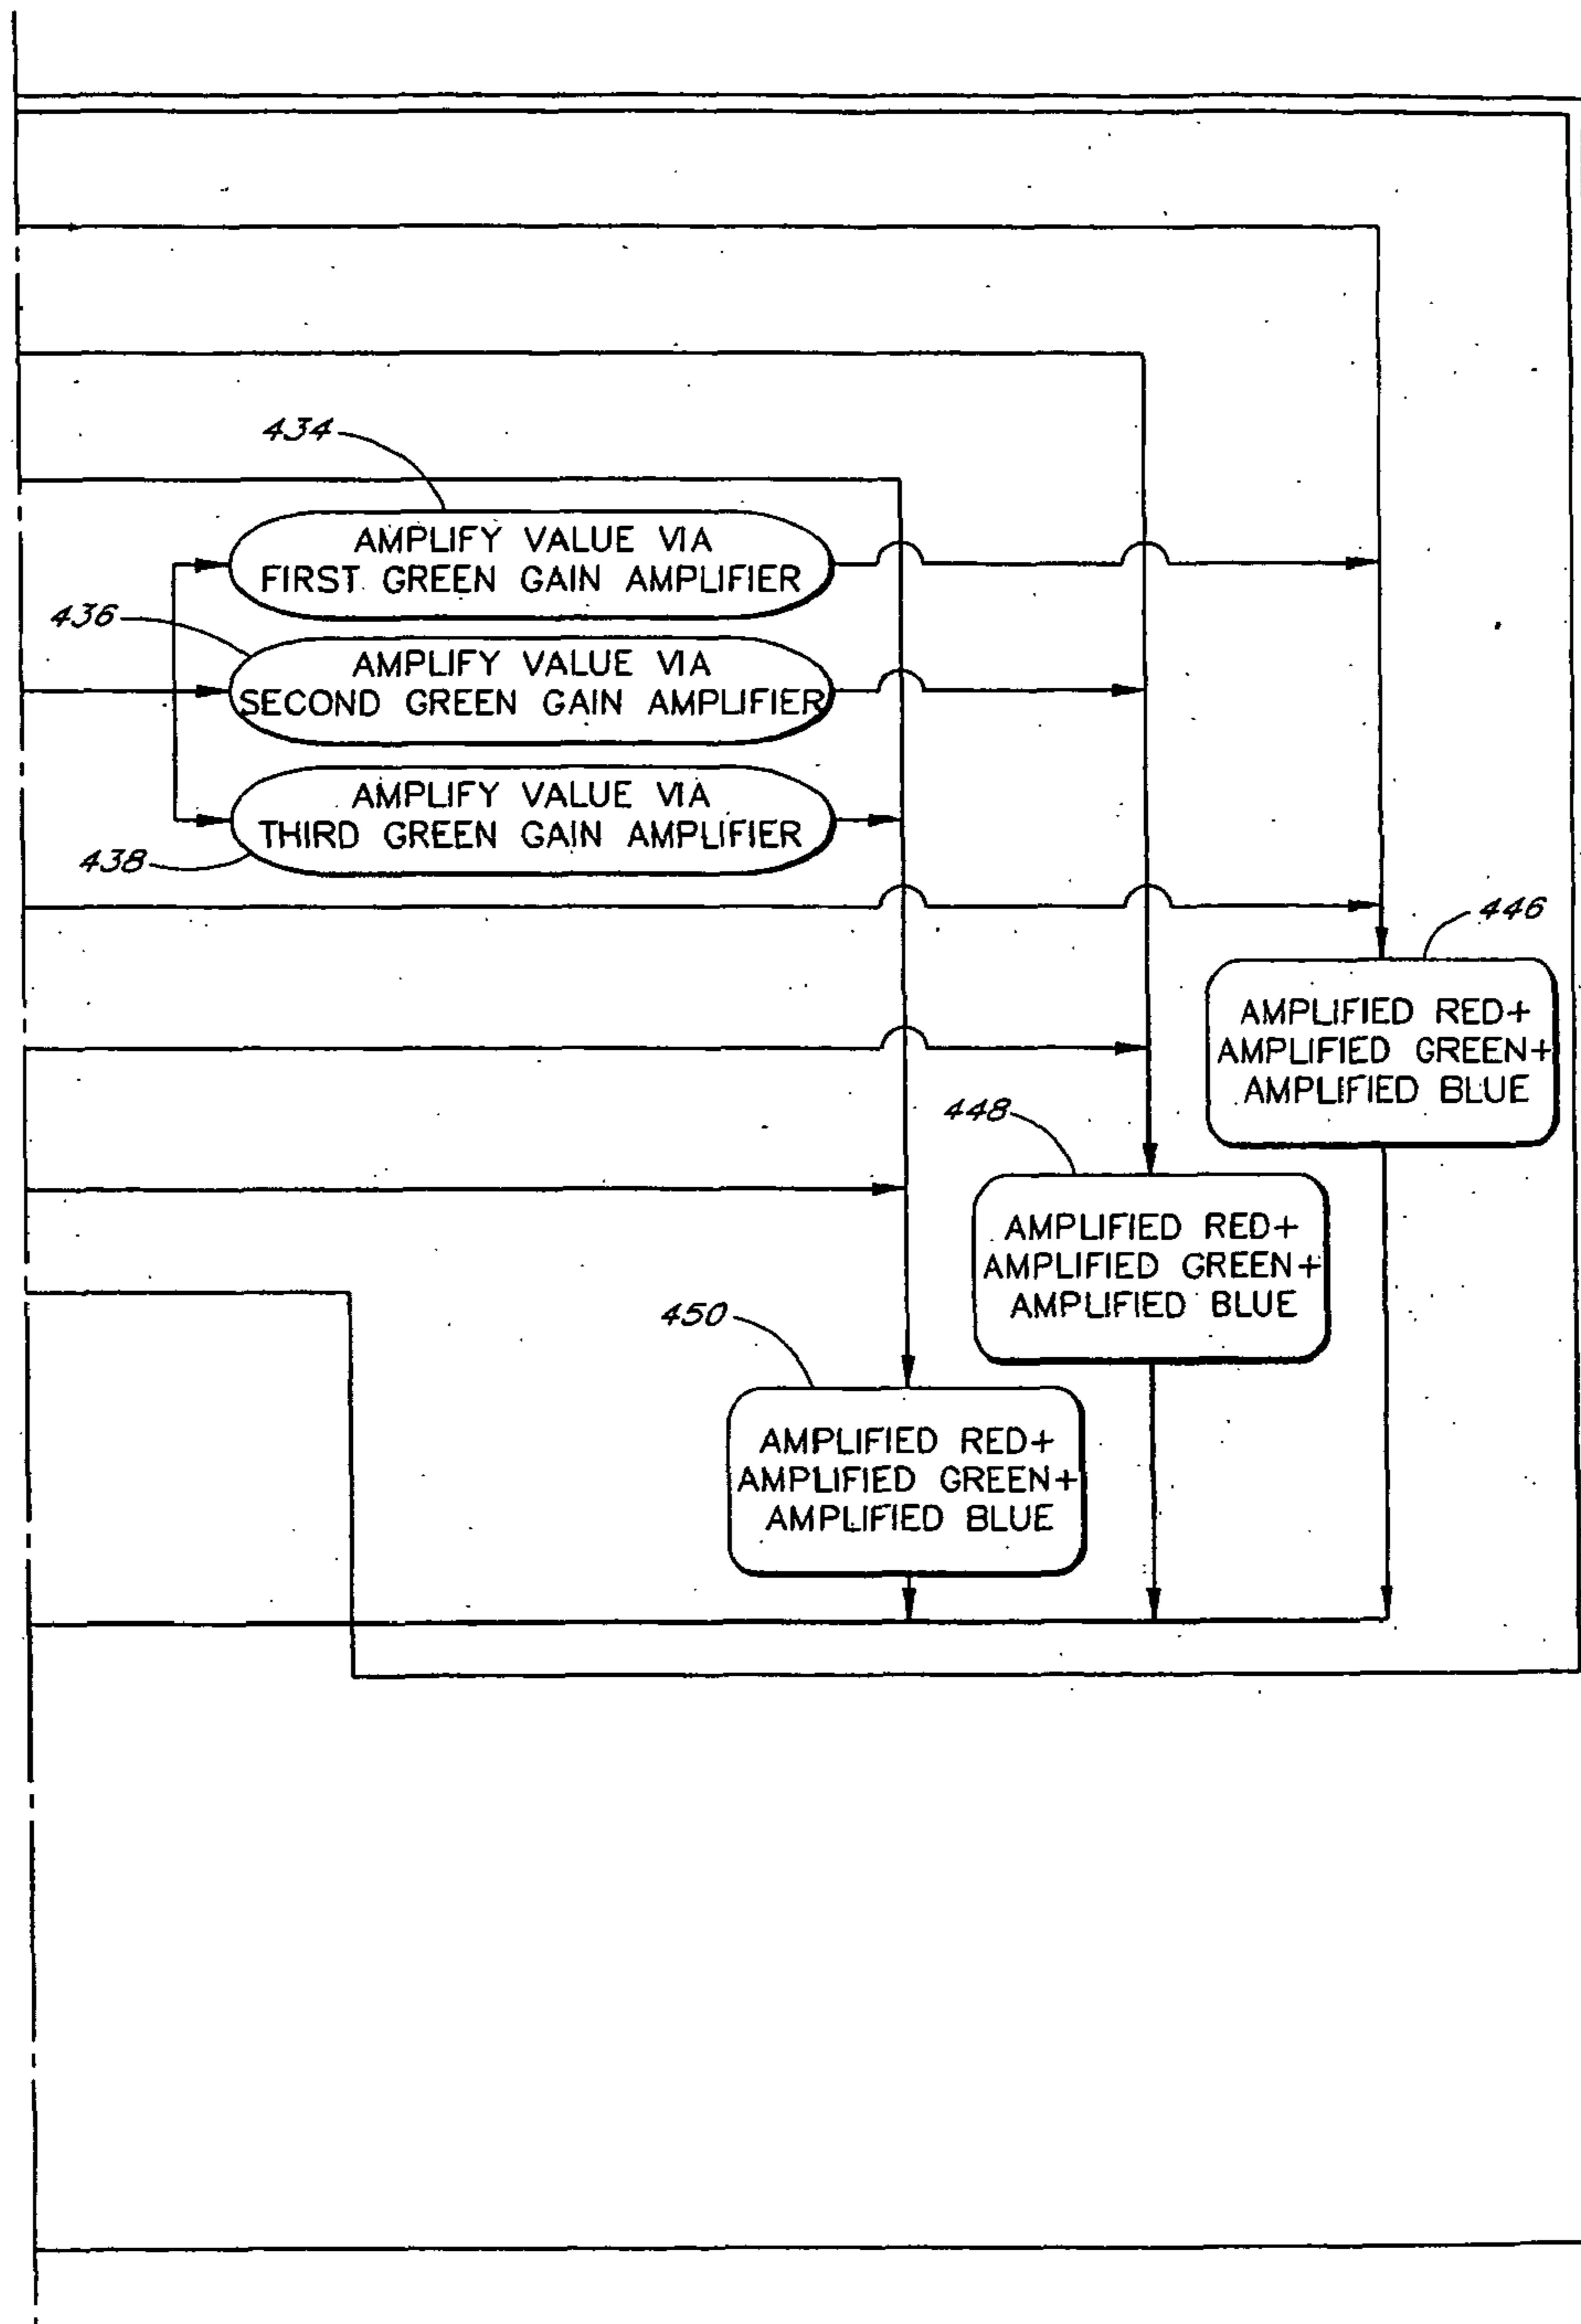 434
AMPLIFY VALUE VIA
FIRST GREEN GAIN AMPLIFIER
436
AMPLIFY VALUE VIA
SECOND GREEN GAIN AMPLIFIER
AMPLIFY VALUE VIA
THIRD GREEN GAIN AMPLIFIER
438
446
AMPLIFIED RED+
AMPLIFIED GREEN+
AMPLIFIED BLUE
448
AMPLIFIED RED+
AMPLIFIED GREEN+
AMPLIFIED BLUE
450
AMPLIFIED RED+
AMPLIFIED GREEN+
AMPLIFIED BLUE